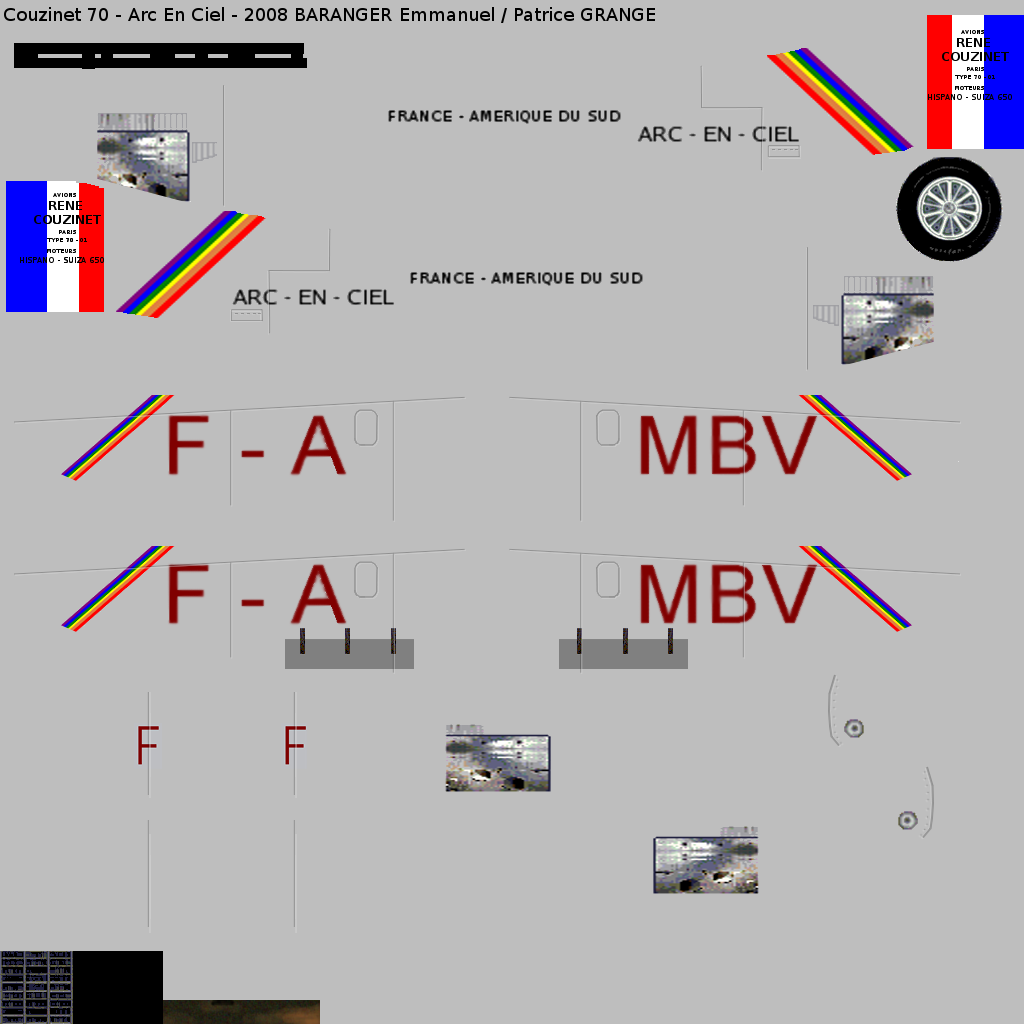 Couzinet 70 - Arc En Ciel - 2008 BARANGER Emmanuel / Patrice GRANGE
AVIONS
RENE
COUZINET
PARIS
TYPE 70 -
MOTEURS
HISPANO - SUIZA 650
FRANCE - AMERIQUE DU SUD
ARC - EN - CIEL
AVIONS
RENE
COUZINET
PARIS
TYPE 70 -
MOTEURS
HISPANO - SUIZA 650
FRANCE - AMERIQUE DU SUD
ARC - EN - CIEL
F - A MBV
F - A MBV
F F